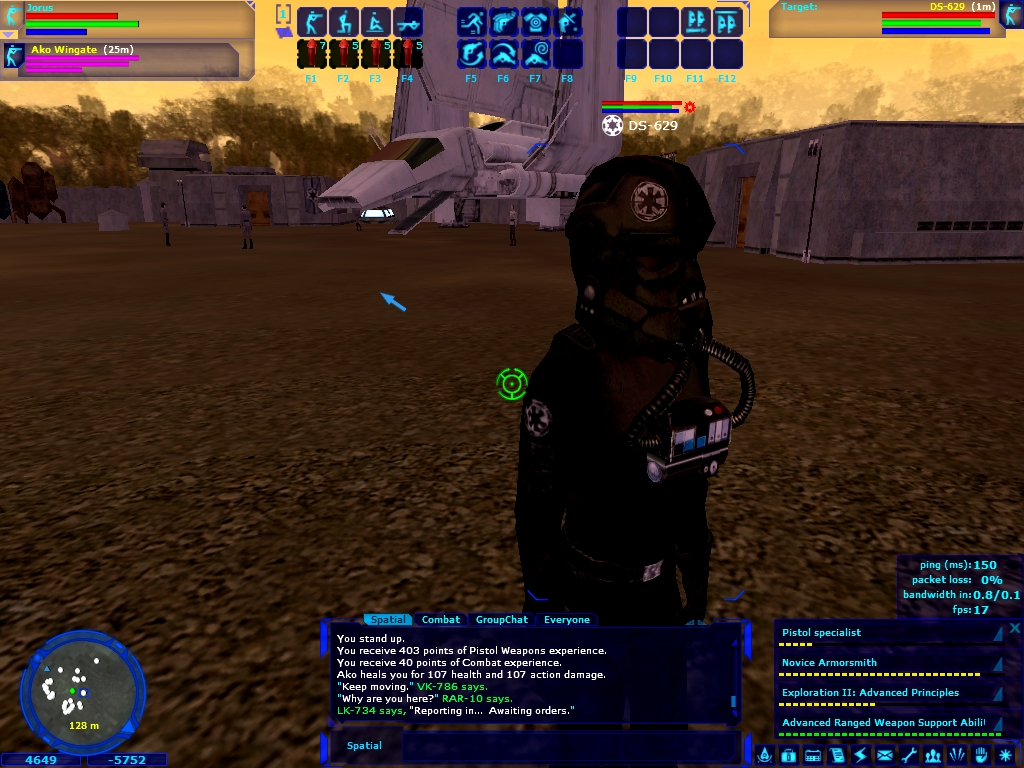 Jorus
Ako Wingate (25m)
1
7 5 5 5
F1 F2 F3 F4 F5 F6 F7 F8 F9 F10 F11 F12
Target: DS-629 (1m)
DS-629
ping (ms): 150
packet loss: 0%
bandwidth in: 0.8/0.1
fps: 17
Spatial Combat GroupChat Everyone
You stand up.
You receive 403 points of Pistol Weapons experience.
You receive 40 points of Combat experience.
Ako heals you for 107 health and 107 action damage.
"Keep moving." VK-786 says.
"Why are you here?" RAR-10 says.
LK-734 says, "Reporting in... Awaiting orders."
Spatial
Pistol specialist
Novice Armorsmith
Exploration II: Advanced Principles
Advanced Ranged Weapon Support Abili
128 m
4649 -5752